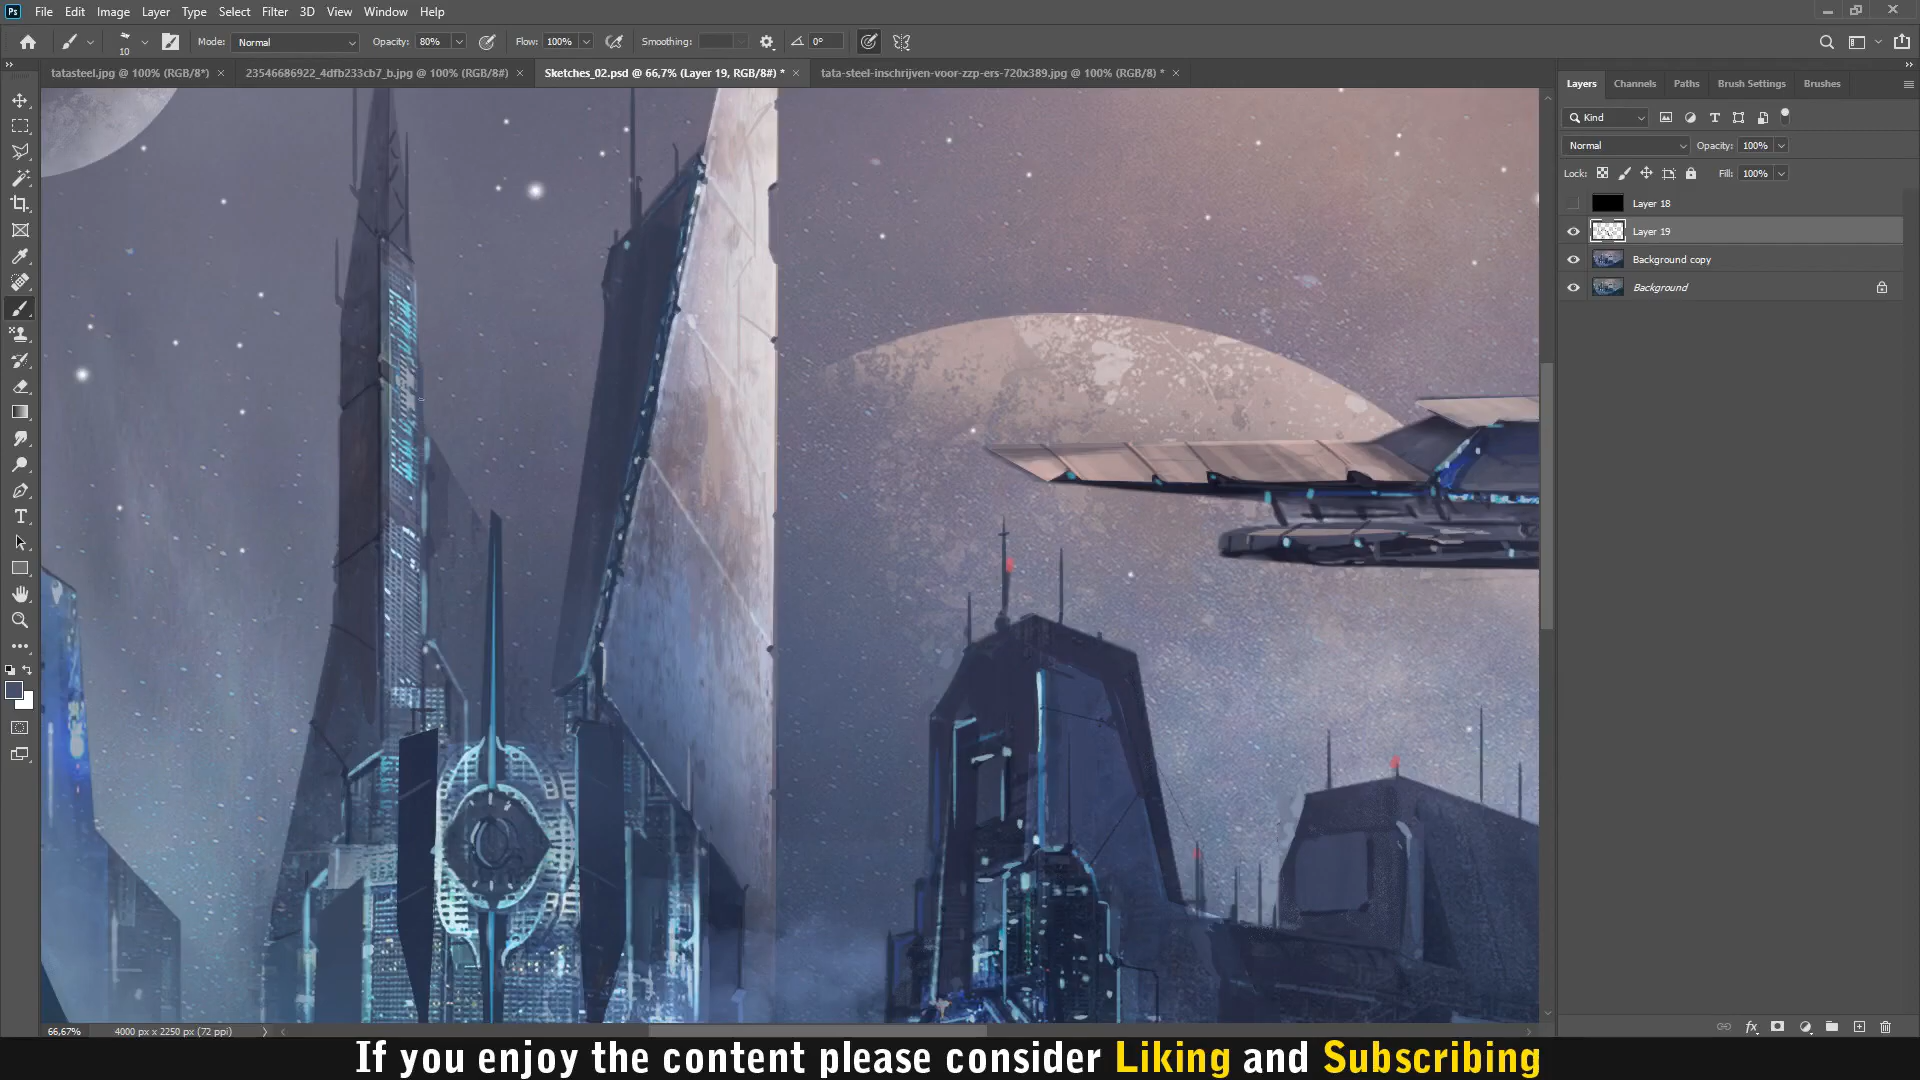 Ps File Edit Image Layer Type Select Filter 3D View Window Help
10 Mode: Normal Opacity: 80% Flow: 100% Smoothing: 0°
tatasteel.jpg @ 100% (RGB/8*) × 23546686922_4dfb233cb7_b.jpg @ 100% (RGB/8#) × Sketches_02.psd @ 66,7% (Layer 19, RGB/8#) * × tata-steel-inschrijven-voor-zzp-ers-720x389.jpg @ 100% (RGB/8) * ×
Layers Channels Paths Brush Settings Brushes
Kind
Normal Opacity: 100%
Lock: Fill: 100%
Layer 18
Layer 19
Background copy
Background
66,67% 4000 px x 2250 px (72 ppi)
If you enjoy the content please consider Liking and Subscribing